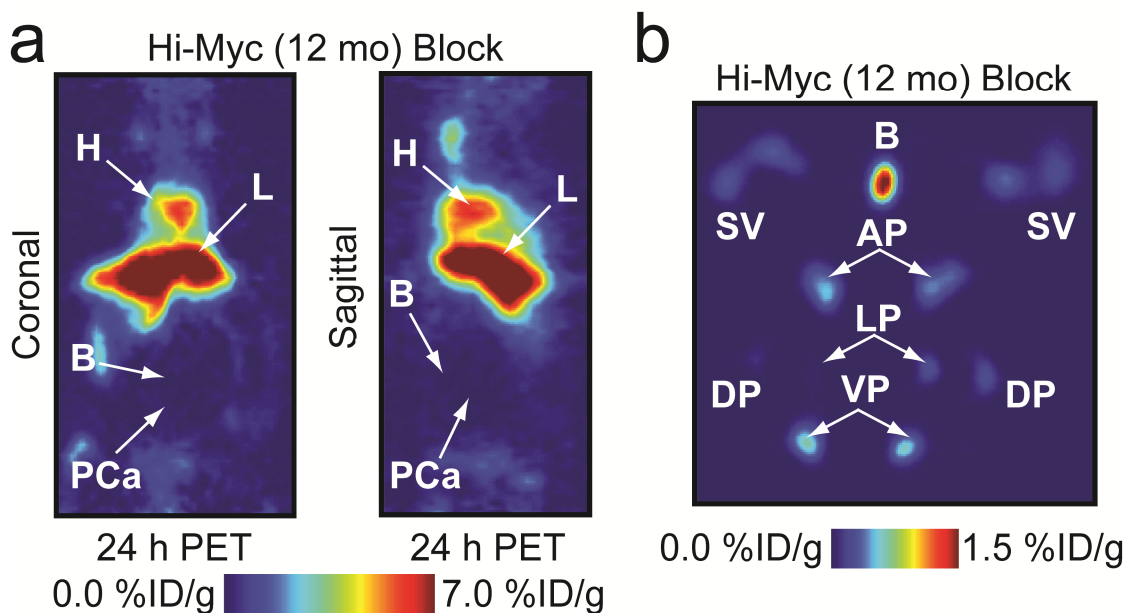 a
Hi-Myc (12 mo) Block
Coronal
H
L
B
PCa
24 h PET
Sagittal
H
L
B
PCa
24 h PET
0.0 %ID/g
7.0 %ID/g
b
Hi-Myc (12 mo) Block
B
SV
SV
AP
LP
DP
VP
DP
0.0 %ID/g
1.5 %ID/g